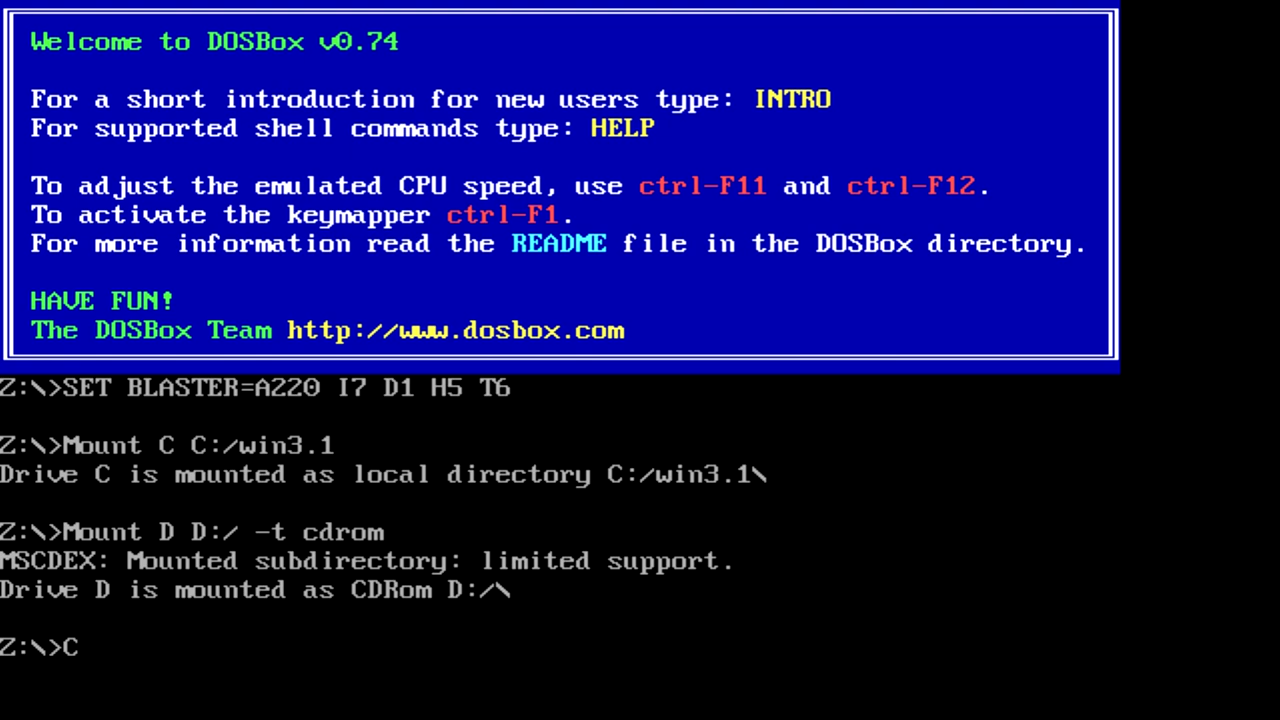 Welcome to DOSBox v0.74
For a short introduction for new users type: INTRO
For supported shell commands type: HELP
To adjust the emulated CPU speed, use ctrl-F11 and ctrl-F12.
To activate the keymapper ctrl-F1.
For more information read the README file in the DOSBox directory.
HAVE FUN!
The DOSBox Team http://www.dosbox.com
Z:\>SET BLASTER=A220 I7 D1 H5 T6
Z:\>Mount C C:/win3.1
Drive C is mounted as local directory C:/win3.1\
Z:\>Mount D D:/ -t cdrom
MSCDEX: Mounted subdirectory: limited support.
Drive D is mounted as CDRom D:/\
Z:\>C